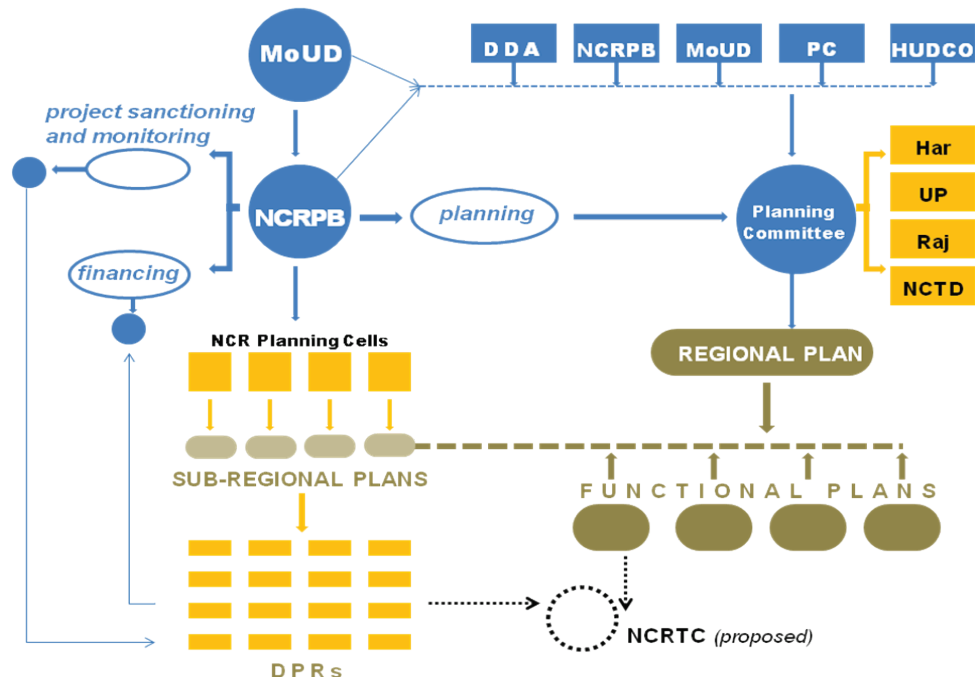 MoUD
DDA
NCRPB
MoUD
PC
HUDCO
project sanctioning
and monitoring
Har
UP
Raj
NCTD
NCRPB
planning
Planning
Committee
financing
NCR Planning Cells
REGIONAL PLAN
SUB-REGIONAL PLANS
FUNCTIONAL PLANS
NCRTC (proposed)
DPRs